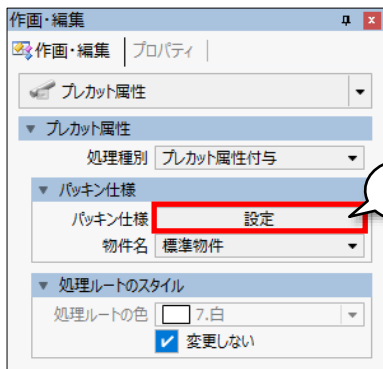 作画・編集
作画・編集 プロパティ
プレカット属性
プレカット属性
処理種別 プレカット属性付与
パッキン仕様
パッキン仕様 設定
物件名 標準物件
処理ルートのスタイル
処理ルートの色 7.白
変更しない